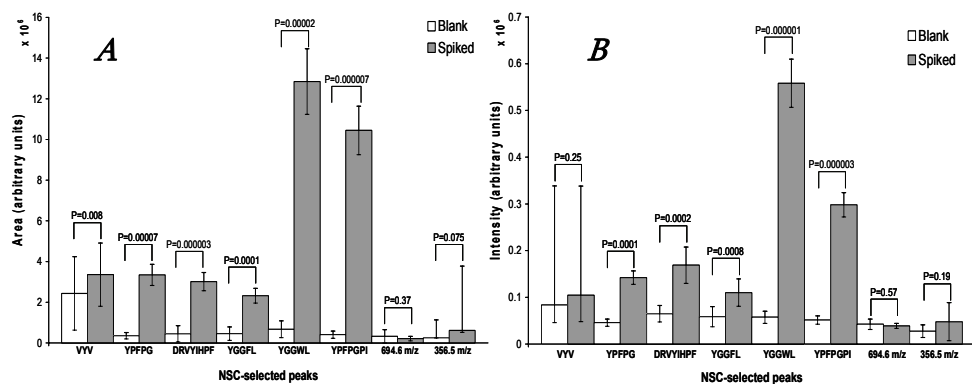 A
x 10⁶
Area (arbitrary units)
16
14
12
10
8
6
4
2
0
Blank
Spiked
P=0.008
P=0.00007
P=0.000003
P=0.0001
P=0.00002
P=0.000007
P=0.37
P=0.075
VYV YPFPG DRVYIHPF YGGFL YGGWL YPFPGPI 694.6 m/z 356.5 m/z
NSC-selected peaks
B
x 10⁶
Intensity (arbitrary units)
0.7
0.6
0.5
0.4
0.3
0.2
0.1
0.0
Blank
Spiked
P=0.25
P=0.0001
P=0.0002
P=0.0008
P=0.000001
P=0.000003
P=0.57
P=0.19
VYV YPFPG DRVYIHPF YGGFL YGGWL YPFPGPI 694.6 m/z 356.5 m/z
NSC-selected peaks